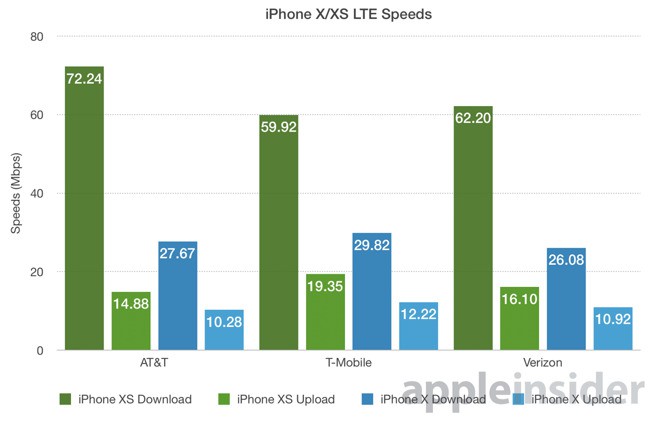 iPhone X/XS LTE Speeds
80
60
40
20
0
Speeds (Mbps)
72.24
14.88
27.67
10.28
59.92
19.35
29.82
12.22
62.20
16.10
26.08
10.92
AT&T
T-Mobile
Verizon
appleinsider
iPhone XS Download
iPhone XS Upload
iPhone X Download
iPhone X Upload